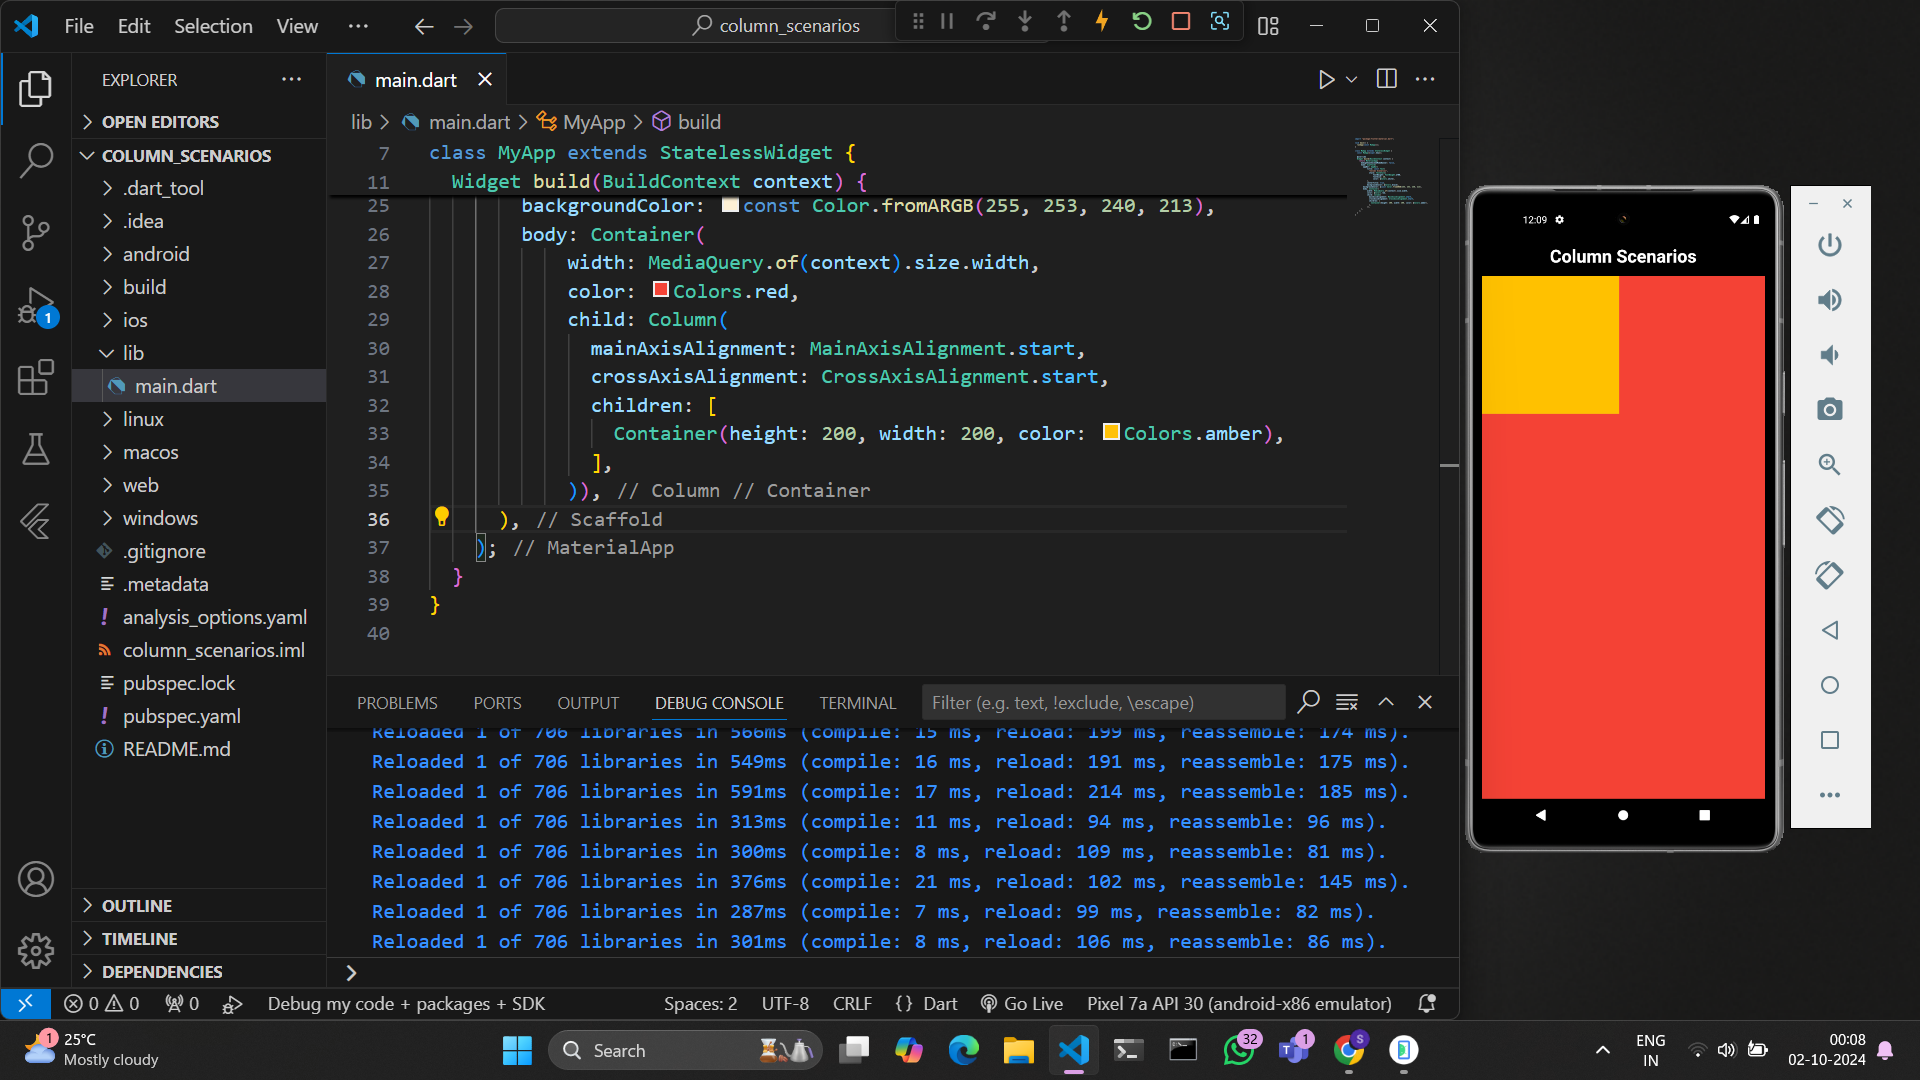 File Edit Selection View ··· column_scenarios
EXPLORER
OPEN EDITORS
COLUMN_SCENARIOS
.dart_tool
.idea
android
build
ios
lib
main.dart
linux
macos
web
windows
.gitignore
.metadata
analysis_options.yaml
column_scenarios.iml
pubspec.lock
pubspec.yaml
README.md
OUTLINE
TIMELINE
DEPENDENCIES
1
main.dart
lib > main.dart > MyApp > build
7 class MyApp extends StatelessWidget {
11 Widget build(BuildContext context) {
25 backgroundColor: const Color.fromARGB(255, 253, 240, 213),
26 body: Container(
27 width: MediaQuery.of(context).size.width,
28 color: Colors.red,
29 child: Column(
30 mainAxisAlignment: MainAxisAlignment.start,
31 crossAxisAlignment: CrossAxisAlignment.start,
32 children: [
33 Container(height: 200, width: 200, color: Colors.amber),
34 ],
35 )), // Column // Container
36 ), // Scaffold
37 ); // MaterialApp
38 }
39 }
40
PROBLEMS PORTS OUTPUT DEBUG CONSOLE TERMINAL Filter (e.g. text, !exclude, \escape)
Reloaded 1 of 706 libraries in 566ms (compile: 15 ms, reload: 199 ms, reassemble: 174 ms).
Reloaded 1 of 706 libraries in 549ms (compile: 16 ms, reload: 191 ms, reassemble: 175 ms).
Reloaded 1 of 706 libraries in 591ms (compile: 17 ms, reload: 214 ms, reassemble: 185 ms).
Reloaded 1 of 706 libraries in 313ms (compile: 11 ms, reload: 94 ms, reassemble: 96 ms).
Reloaded 1 of 706 libraries in 300ms (compile: 8 ms, reload: 109 ms, reassemble: 81 ms).
Reloaded 1 of 706 libraries in 376ms (compile: 21 ms, reload: 102 ms, reassemble: 145 ms).
Reloaded 1 of 706 libraries in 287ms (compile: 7 ms, reload: 99 ms, reassemble: 82 ms).
Reloaded 1 of 706 libraries in 301ms (compile: 8 ms, reload: 106 ms, reassemble: 86 ms).
0 0 0 Debug my code + packages + SDK Spaces: 2 UTF-8 CRLF {} Dart Go Live Pixel 7a API 30 (android-x86 emulator)
12:09
Column Scenarios
1 25°C
Mostly cloudy
Search
32 1 S
ENG
IN
00:08
02-10-2024